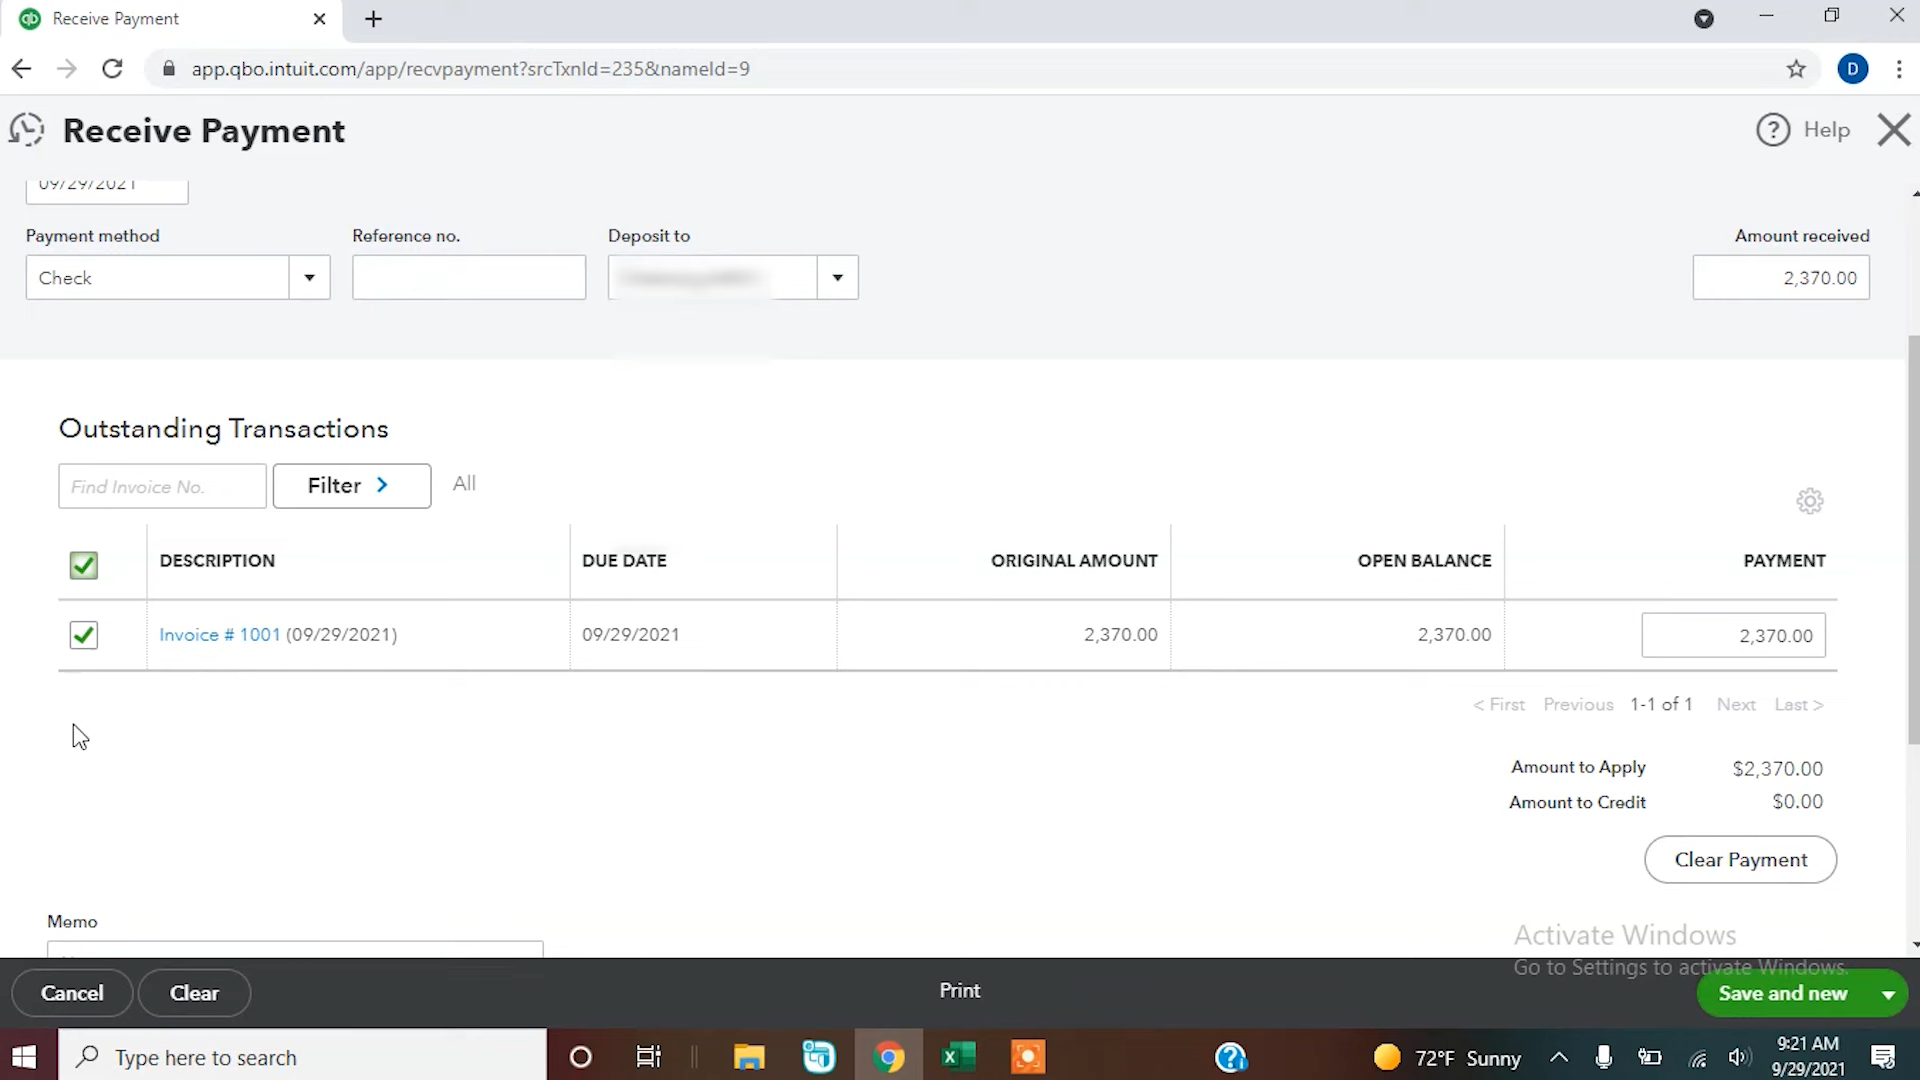 Receive Payment
app.qbo.intuit.com/app/recvpayment?srcTxnId=235&nameId=9
D
Receive Payment
Help
09/29/2021
Payment method
Reference no.
Deposit to
Amount received
Check
2,370.00
Outstanding Transactions
Find Invoice No.
Filter >
All
DESCRIPTION
DUE DATE
ORIGINAL AMOUNT
OPEN BALANCE
PAYMENT
Invoice # 1001 (09/29/2021)
09/29/2021
2,370.00
2,370.00
2,370.00
< First Previous 1-1 of 1 Next Last >
Amount to Apply $2,370.00
Amount to Credit $0.00
Clear Payment
Memo
Activate Windows
Go to Settings to activate Windows.
Cancel
Clear
Print
Save and new
Type here to search
72°F Sunny
9:21 AM
9/29/2021